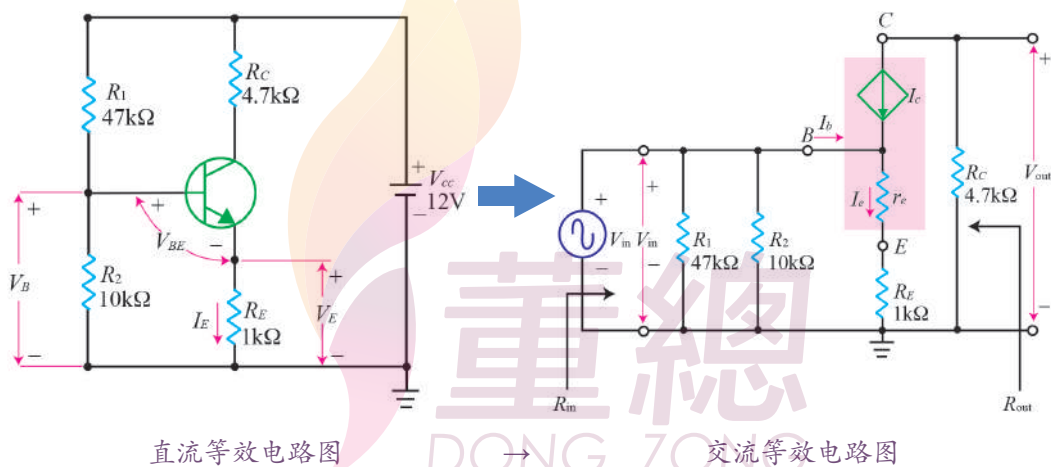 R1
47kΩ
RC
4.7kΩ
+
Vcc
12V
−
+
VB
−
+
VBE
−
R2
10kΩ
IE
RE
1kΩ
+
VE
−
C
Ic
B
Ib
Ie
re
E
RE
1kΩ
RC
4.7kΩ
+
Vout
−
+
Vin
−
+
Vin
−
R1
47kΩ
R2
10kΩ
Rin
Rout
董總
DONG ZONG
直流等效电路图 → 交流等效电路图